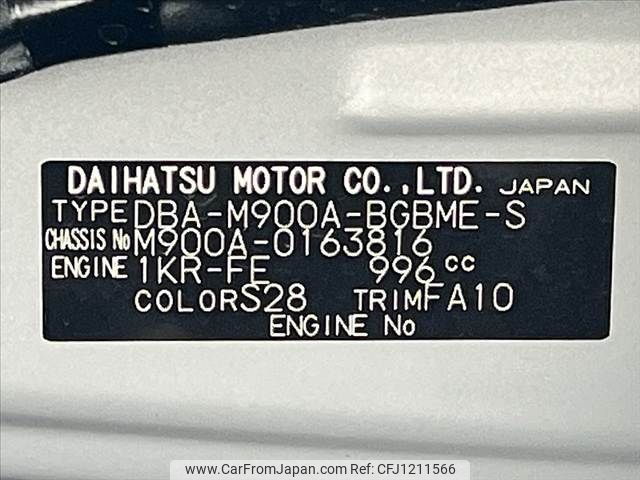 DAIHATSU MOTOR CO.,LTD. JAPAN
TYPE DBA-M900A-BGBME-S
CHASSIS No M900A-0163816
ENGINE 1KR-FE 996 cc
COLOR S28 TRIM FA10
ENGINE No
www.CarFromJapan.com - CFJ1211566